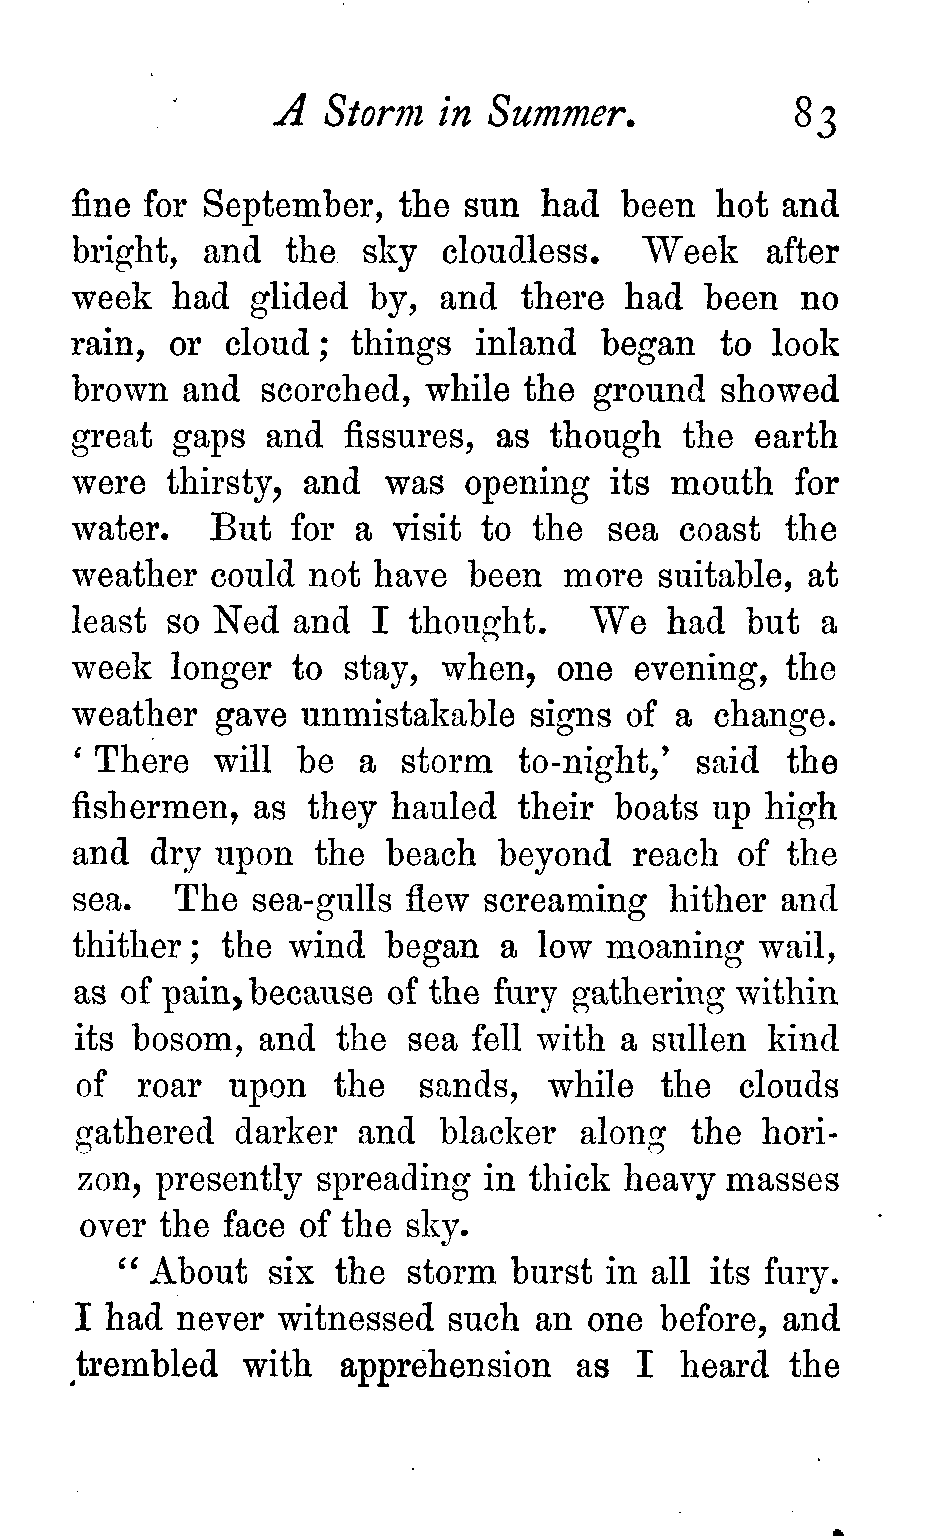 A Storm in Summer. 83
fine for September, the sun had been hot and
bright, and the sky cloudless. Week after
week had glided by, and there had been no
rain, or cloud; things inland began to look
brown and scorched, while the ground showed
great gaps and fissures, as though the earth
were thirsty, and was opening its mouth for
water. But for a visit to the sea coast the
weather could not have been more suitable, at
least so Ned and I thought. We had but a
week longer to stay, when, one evening, the
weather gave unmistakable signs of a change.
‘ There will be a storm to-night,’ said the
fishermen, as they hauled their boats up high
and dry upon the beach beyond reach of the
sea. The sea-gulls flew screaming hither and
thither; the wind began a low moaning wail,
as of pain, because of the fury gathering within
its bosom, and the sea fell with a sullen kind
of roar upon the sands, while the clouds
gathered darker and blacker along the hori-
zon, presently spreading in thick heavy masses
over the face of the sky.
“ About six the storm burst in all its fury.
I had never witnessed such an one before, and
trembled with apprehension as I heard the